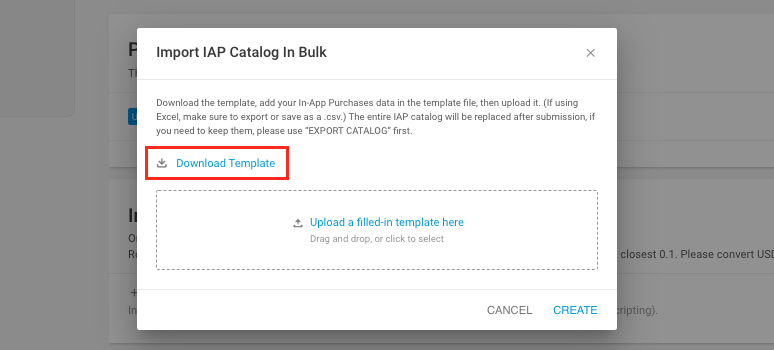 Import IAP Catalog In Bulk
Download the template, add your In-App Purchases data in the template file, then upload it. (If using
Excel, make sure to export or save as a .csv.) The entire IAP catalog will be replaced after submission, if
you need to keep them, please use “EXPORT CATALOG” first.
Download Template
Upload a filled-in template here
Drag and drop, or click to select
closest 0.1. Please convert USD
CANCEL
CREATE